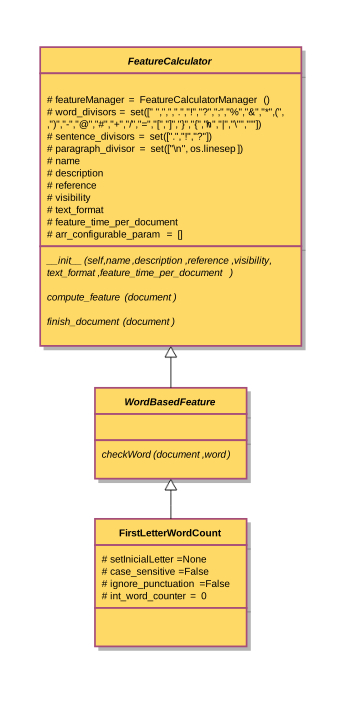 FeatureCalculator
# featureManager = FeatureCalculatorManager ()
# word_divisors = set([" ",",",".","!","?",";","%","&","*",(",
,")","-","@","#","+","/","=","[","]","}","{","\\","|","\"",""])
# sentence_divisors = set([".","!","?"])
# paragraph_divisor = set(["\n",os.linesep])
# name
# description
# reference
# visibility
# text_format
# feature_time_per_document
# arr_configurable_param = []
__init__(self,name,description,reference,visibility,
text_format,feature_time_per_document )
compute_feature (document)
finish_document (document)
WordBasedFeature
checkWord(document,word)
FirstLetterWordCount
# setInicialLetter =None
# case_sensitive =False
# ignore_punctuation =False
# int_word_counter = 0